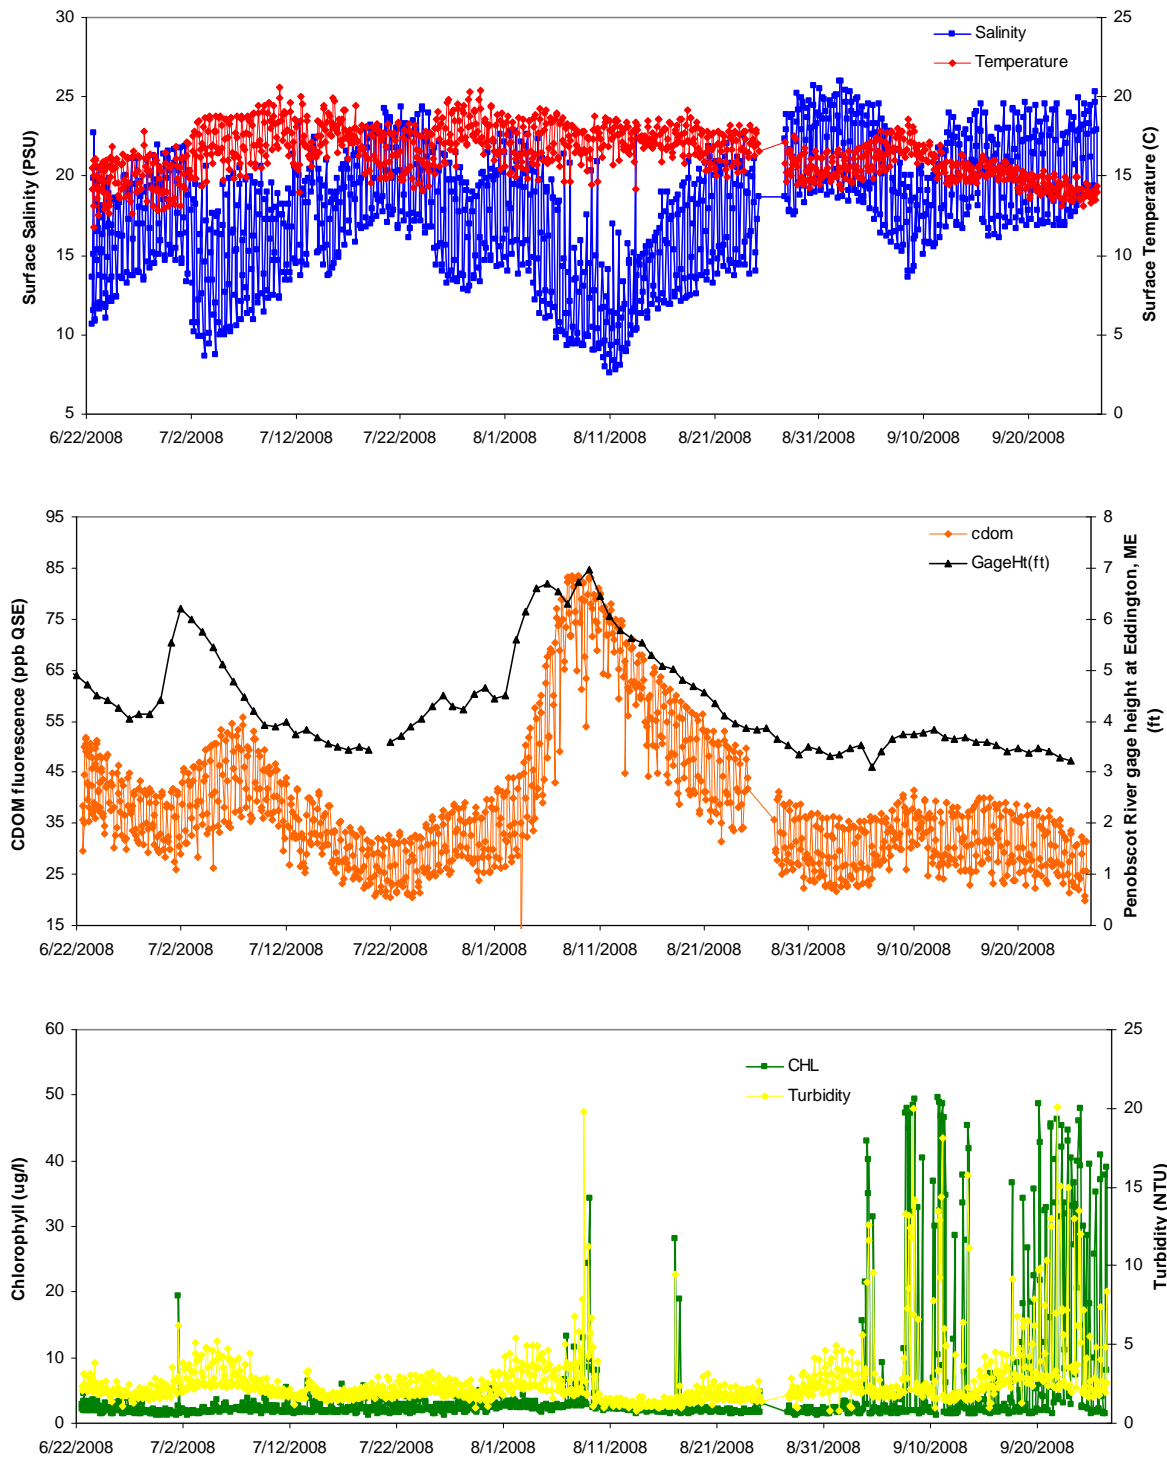 30
25
20
15
10
5
Surface Salinity (PSU)
Salinity
Temperature
25
20
15
10
5
0
Surface Temperature (C)
6/22/2008 7/2/2008 7/12/2008 7/22/2008 8/1/2008 8/11/2008 8/21/2008 8/31/2008 9/10/2008 9/20/2008
95
85
75
65
55
45
35
25
15
CDOM fluorescence (ppb QSE)
cdom
GageHt(ft)
8
7
6
5
4
3
2
1
0
Penobscot River gage height at Eddington, ME
(ft)
6/22/2008 7/2/2008 7/12/2008 7/22/2008 8/1/2008 8/11/2008 8/21/2008 8/31/2008 9/10/2008 9/20/2008
60
50
40
30
20
10
0
Chlorophyll (ug/l)
CHL
Turbidity
25
20
15
10
5
0
Turbidity (NTU)
6/22/2008 7/2/2008 7/12/2008 7/22/2008 8/1/2008 8/11/2008 8/21/2008 8/31/2008 9/10/2008 9/20/2008